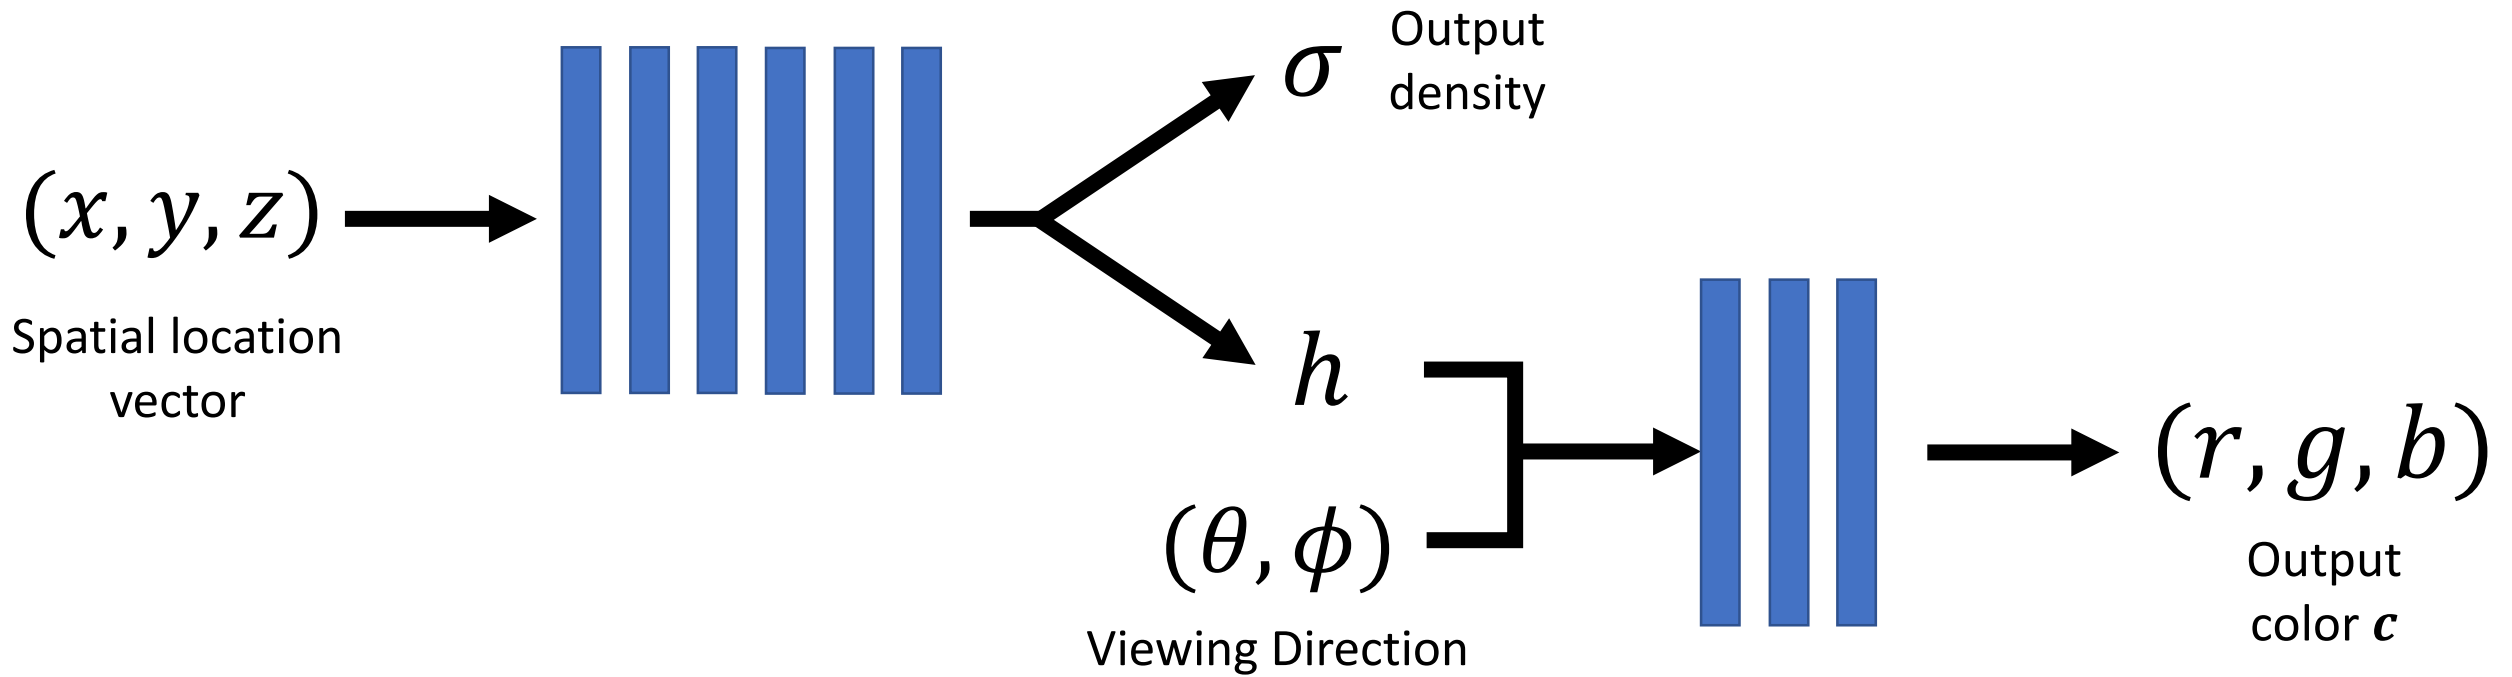 (x, y, z)
Spatial location
vector
σ
Output
density
h
(θ, ϕ)
Viewing Direction
(r, g, b)
Output
color c